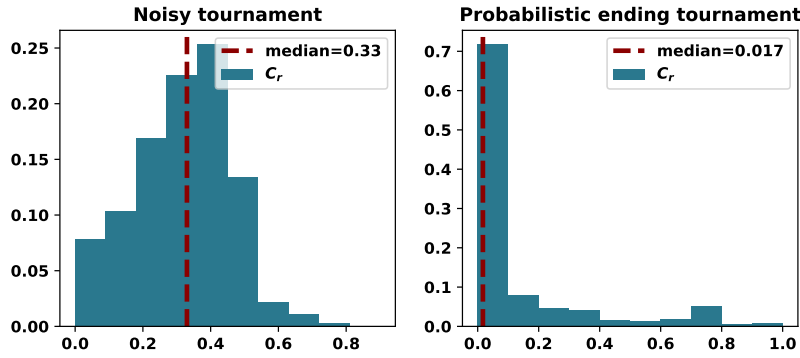 Noisy tournament
median=0.33
C_r
0.25
0.20
0.15
0.10
0.05
0.00
0.0 0.2 0.4 0.6 0.8
Probabilistic ending tournament
median=0.017
C_r
0.7
0.6
0.5
0.4
0.3
0.2
0.1
0.0
0.0 0.2 0.4 0.6 0.8 1.0